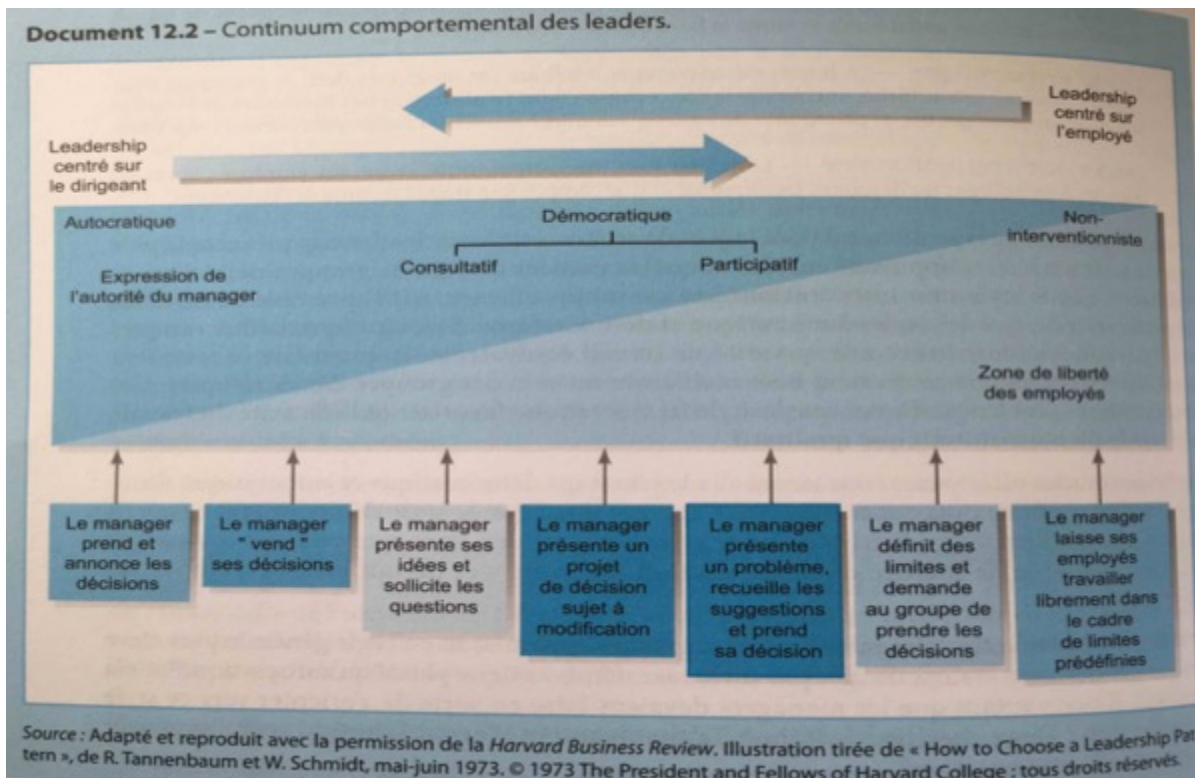 Document 12.2 – Continuum comportemental des leaders.
Leadership
centré sur
l'employé
Leadership
centré sur
le dirigeant
Autocratique
Démocratique
Non-
interventionniste
Consultatif
Participatif
Expression de
l'autorité du manager
Zone de liberté
des employés
Le manager
prend et
annonce les
décisions
Le manager
" vend "
ses décisions
Le manager
présente ses
idées et
sollicite les
questions
Le manager
présente un
projet
de décision
sujet à
modification
Le manager
présente
un problème,
recueille les
suggestions
et prend
sa décision
Le manager
définit des
limites et
demande
au groupe de
prendre les
décisions
Le manager
laisse ses
employés
travailler
librement dans
le cadre
de limites
prédéfinies
Source : Adapté et reproduit avec la permission de la Harvard Business Review. Illustration tirée de « How to Choose a Leadership Pat
tern », de R. Tannenbaum et W. Schmidt, mai-juin 1973. © 1973 The President and Fellows of Harvard College ; tous droits réservés.